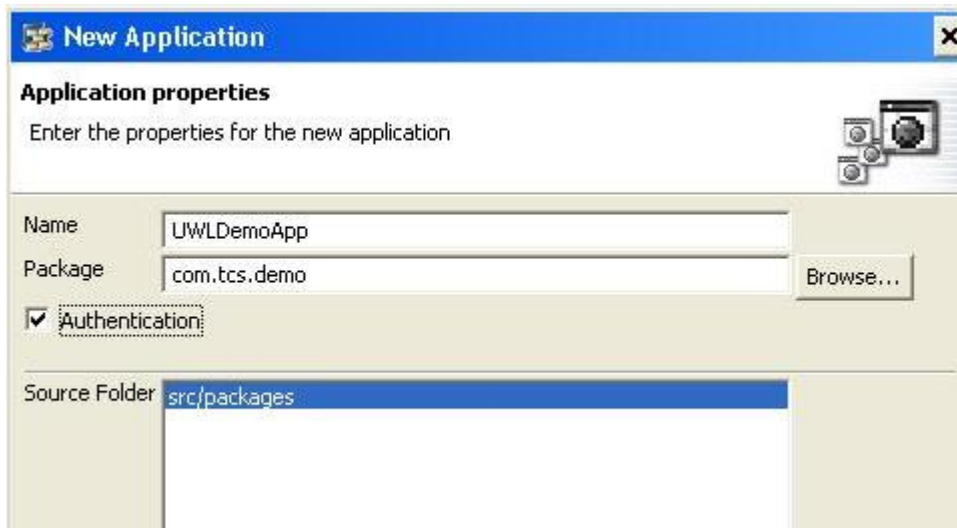 New Application
Application properties
Enter the properties for the new application
Name UWLDemoApp
Package com.tcs.demo Browse...
Authentication
Source Folder src/packages